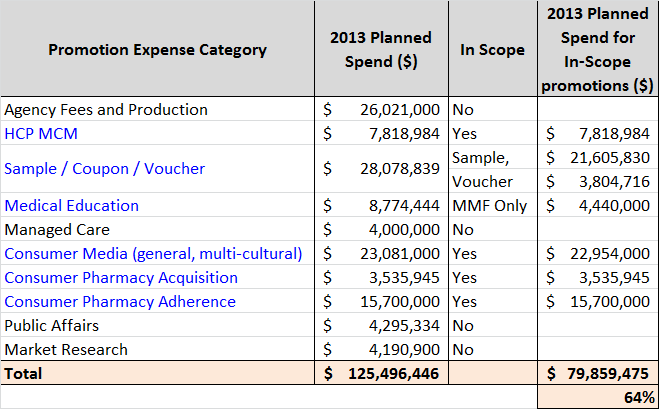 Promotion Expense Category 2013 Planned Spend ($) In Scope 2013 Planned Spend for In-Scope promotions ($)
Agency Fees and Production $ 26,021,000 No
HCP MCM $ 7,818,984 Yes $ 7,818,984
Sample / Coupon / Voucher $ 28,078,839 Sample, $ 21,605,830
Voucher $ 3,804,716
Medical Education $ 8,774,444 MMF Only $ 4,440,000
Managed Care $ 4,000,000 No
Consumer Media (general, multi-cultural) $ 23,081,000 Yes $ 22,954,000
Consumer Pharmacy Acquisition $ 3,535,945 Yes $ 3,535,945
Consumer Pharmacy Adherence $ 15,700,000 Yes $ 15,700,000
Public Affairs $ 4,295,334 No
Market Research $ 4,190,900 No
Total $ 125,496,446 $ 79,859,475
64%